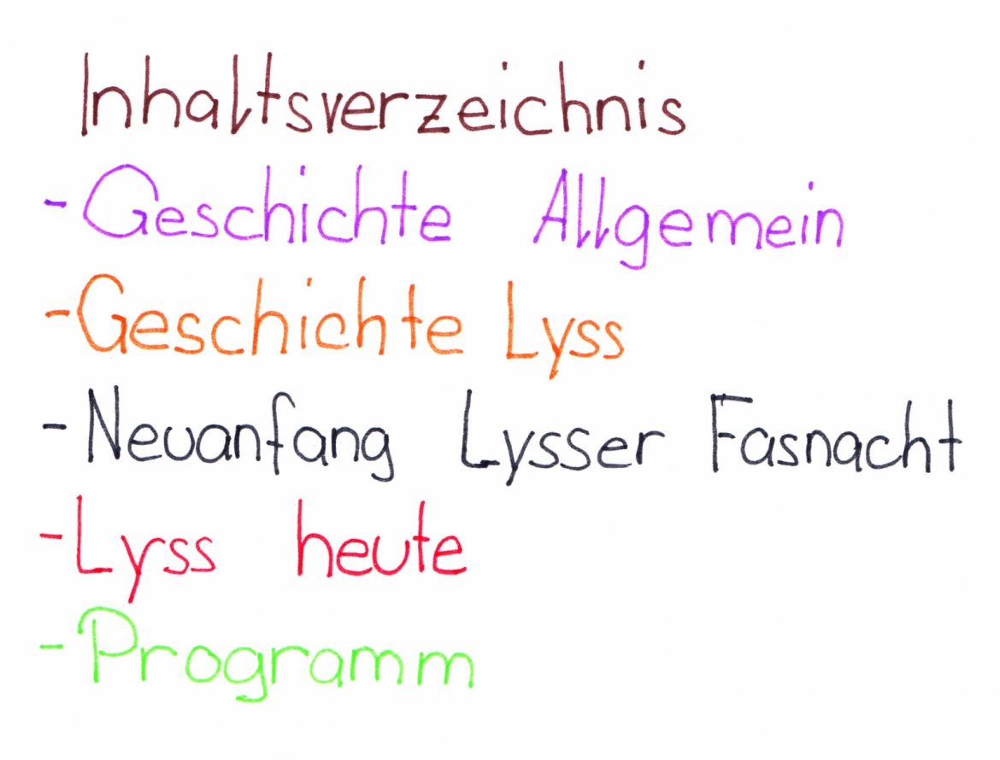 Inhaltsverzeichnis
- Geschichte Allgemein
- Geschichte Lyss
- Neuanfang Lysser Fasnacht
- Lyss heute
- Programm